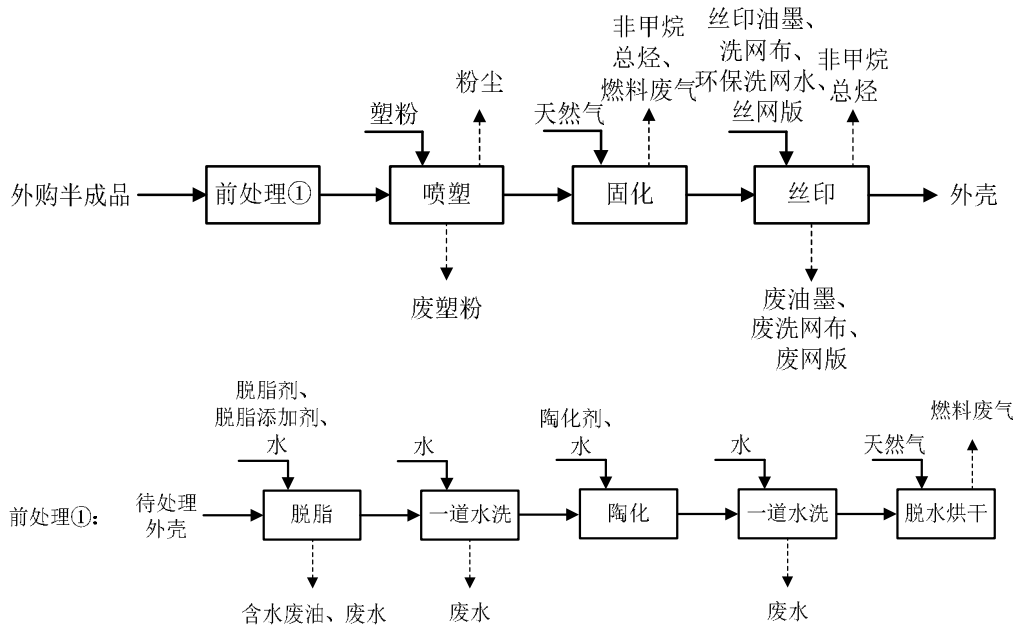 非甲烷
总烃、
燃料废气
丝印油墨、
洗网布、
环保洗网水、
丝网版
非甲烷
总烃
粉尘
塑粉
天然气
外购半成品
前处理①
喷塑
固化
丝印
外壳
废塑粉
废油墨、
废洗网布、
废网版
脱脂剂、
脱脂添加剂、
水
水
陶化剂、
水
水
天然气
燃料废气
前处理①：
待处理
外壳
脱脂
一道水洗
陶化
一道水洗
脱水烘干
含水废油、废水
废水
废水